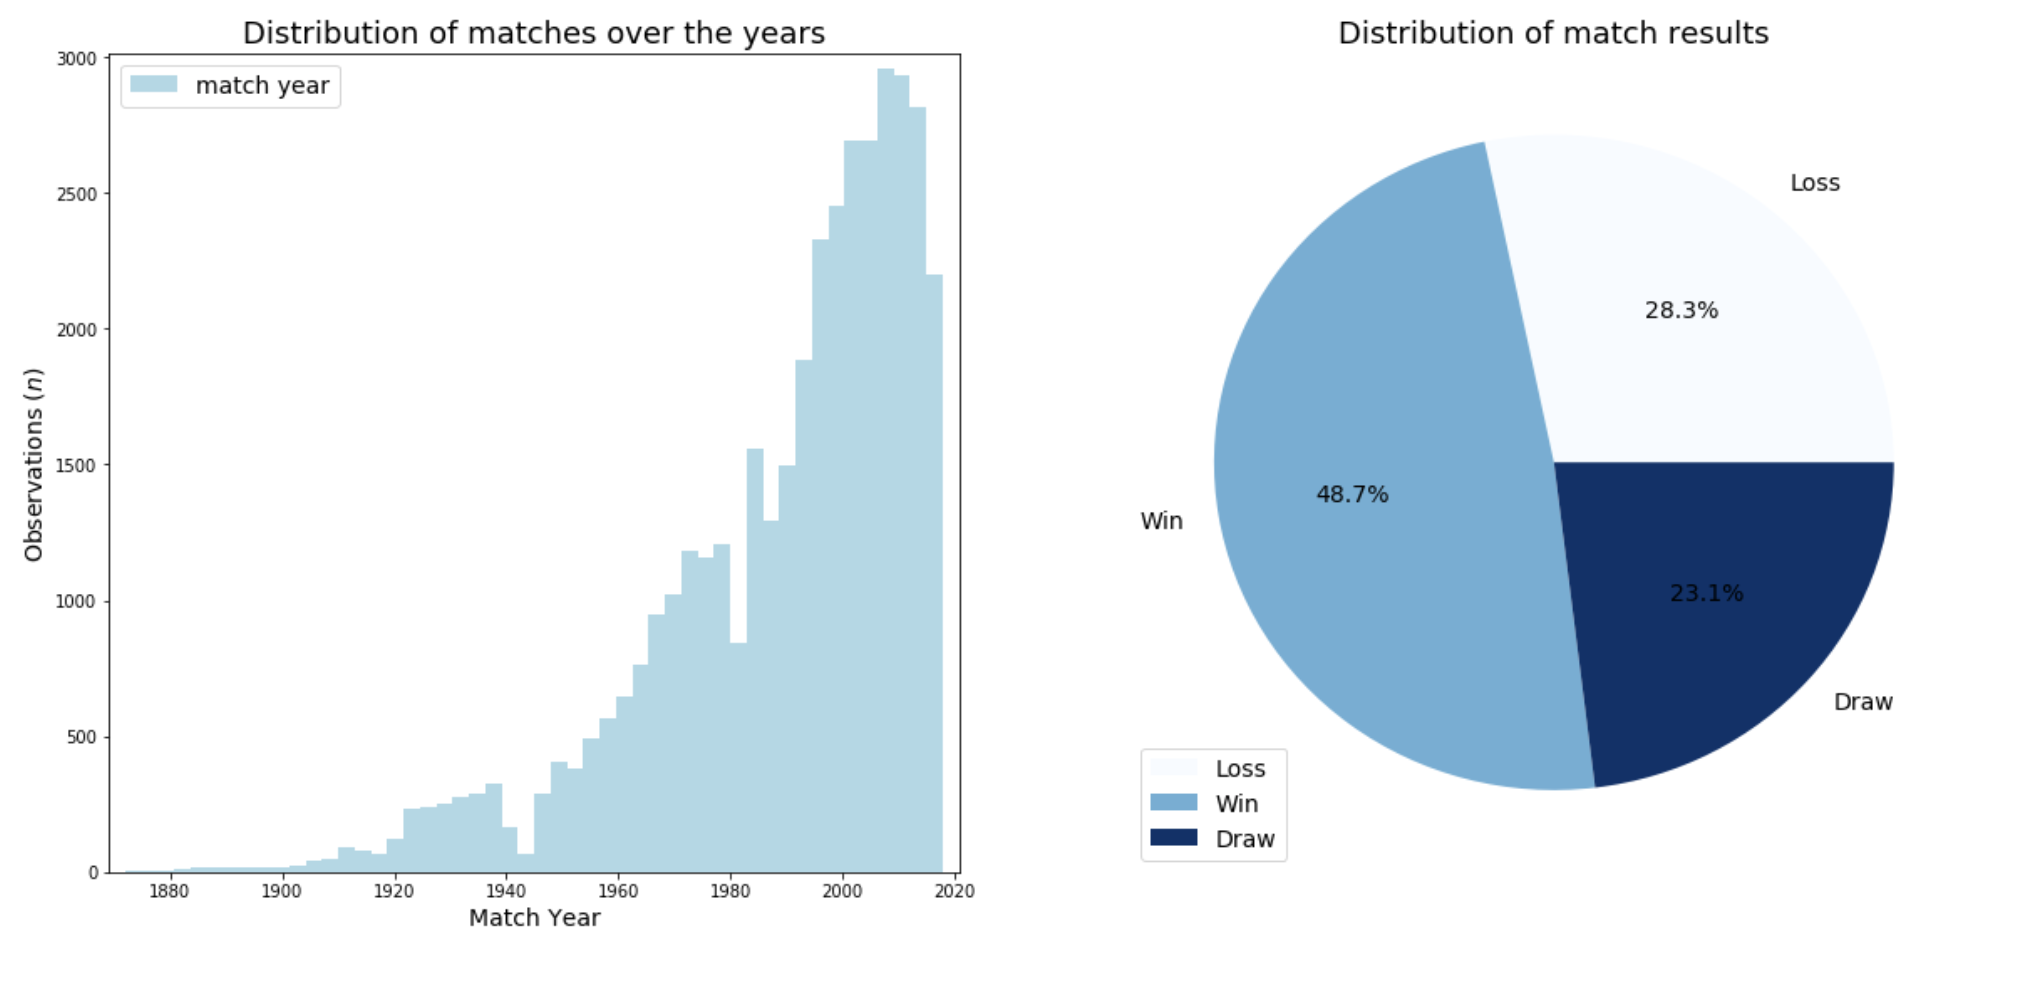 Distribution of matches over the years
match year
3000
2500
2000
1500
1000
500
0
Observations (n)
1880 1900 1920 1940 1960 1980 2000 2020
Match Year
Distribution of match results
Loss
28.3%
48.7%
Win
23.1%
Draw
Loss
Win
Draw